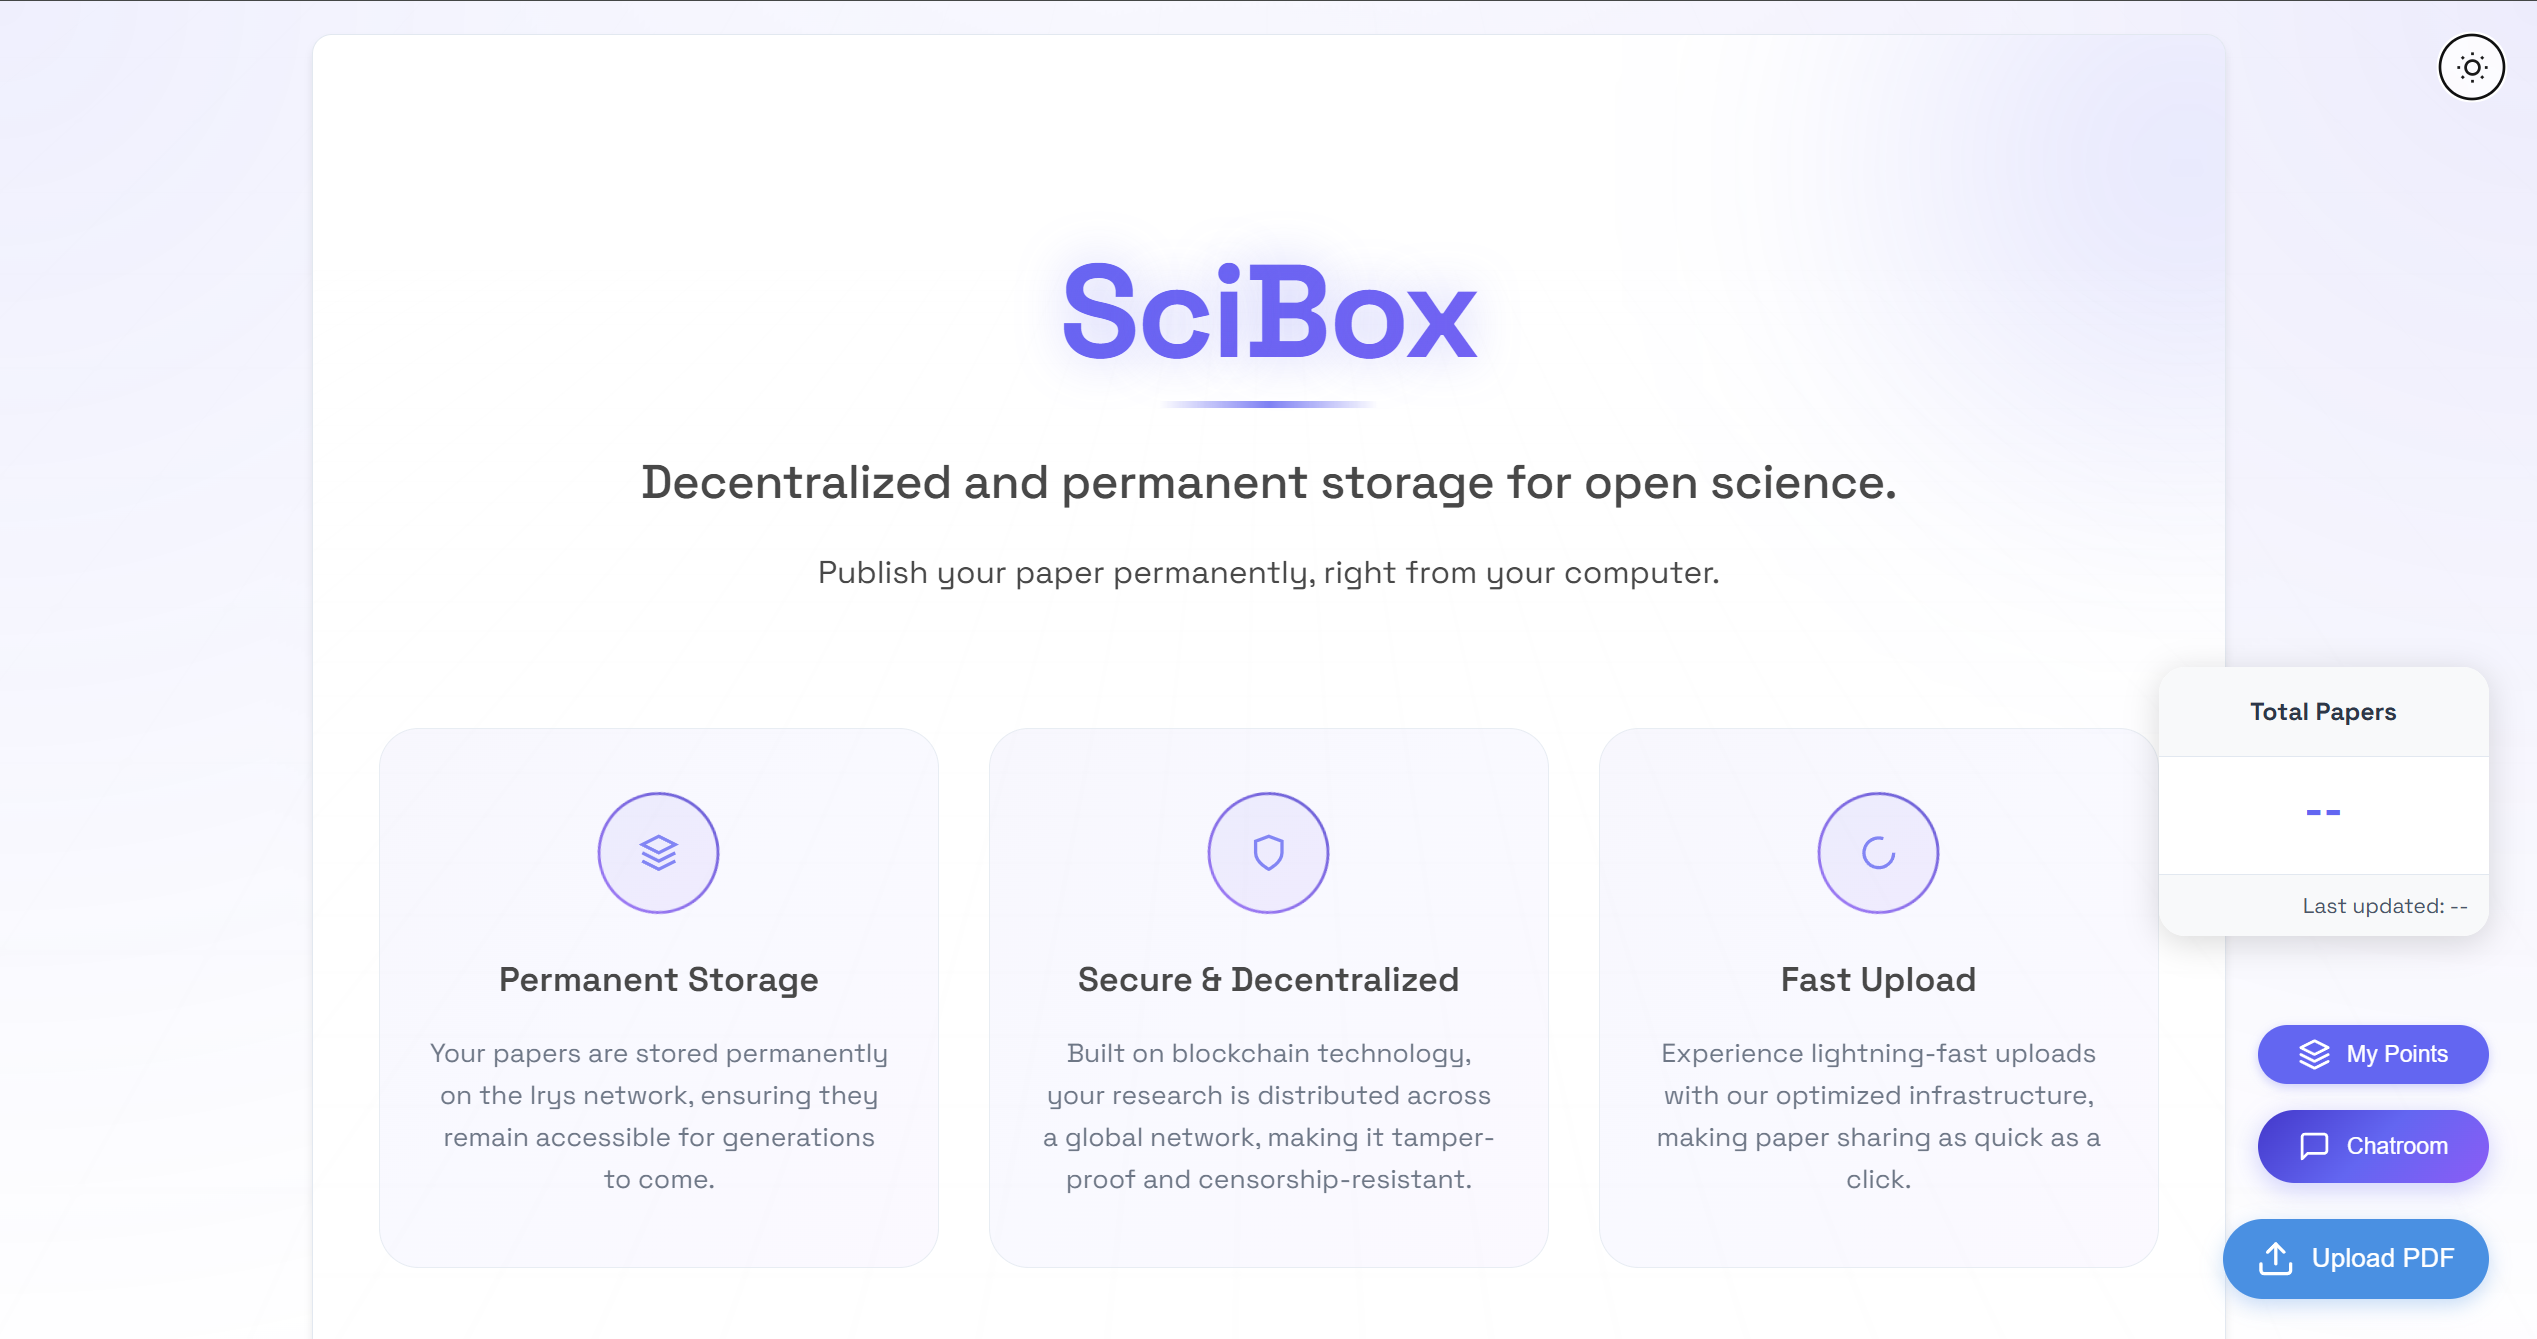 SciBox
Decentralized and permanent storage for open science.
Publish your paper permanently, right from your computer.
Permanent Storage
Your papers are stored permanently
on the Irys network, ensuring they
remain accessible for generations
to come.
Secure & Decentralized
Built on blockchain technology,
your research is distributed across
a global network, making it tamper-
proof and censorship-resistant.
Fast Upload
Experience lightning-fast uploads
with our optimized infrastructure,
making paper sharing as quick as a
click.
Total Papers
--
Last updated: --
My Points
Chatroom
Upload PDF